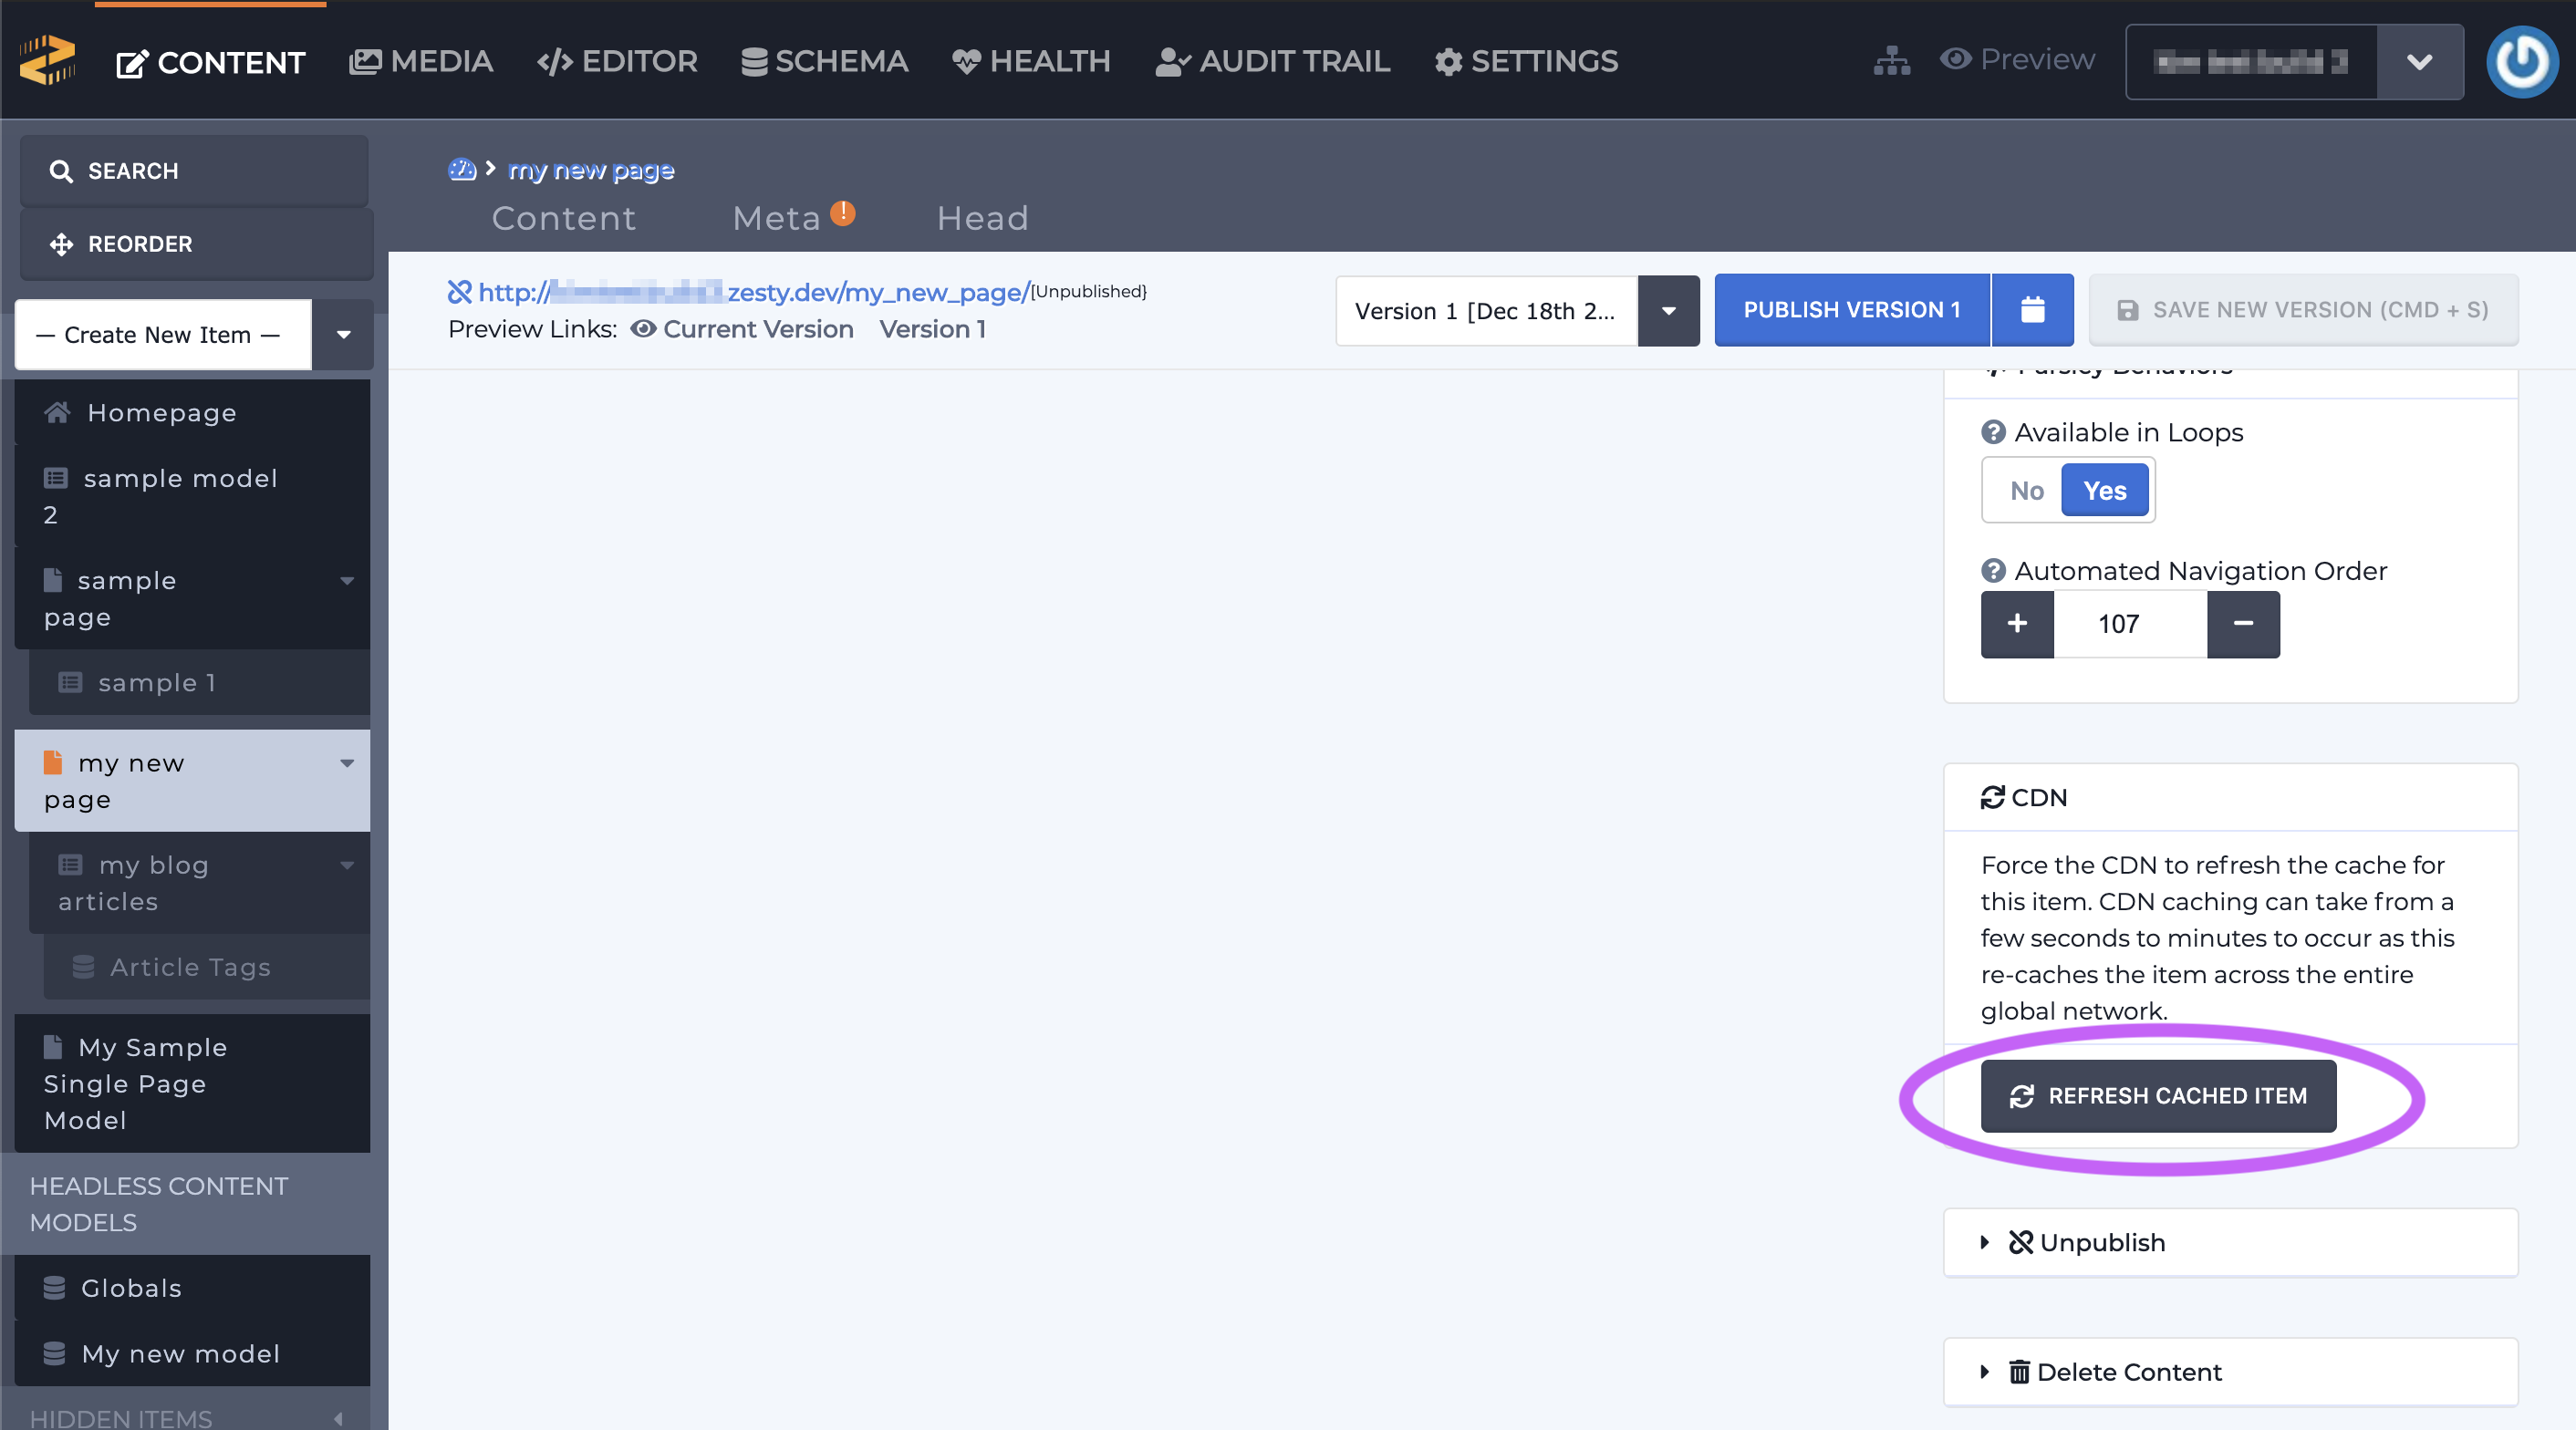 CONTENT MEDIA EDITOR SCHEMA HEALTH AUDIT TRAIL SETTINGS Preview
SEARCH
REORDER
— Create New Item —
Homepage
sample model
2
sample
page
sample 1
my new
page
my blog
articles
Article Tags
My Sample
Single Page
Model
HEADLESS CONTENT
MODELS
Globals
My new model
HIDDEN ITEMS
my new page
Content Meta ! Head
http:// zesty.dev/my_new_page/ [Unpublished}
Preview Links: Current Version Version 1
Version 1 [Dec 18th 2...
PUBLISH VERSION 1
SAVE NEW VERSION (CMD + S)
Parsley Behaviors
Available in Loops
No Yes
Automated Navigation Order
+ 107 −
CDN
Force the CDN to refresh the cache for
this item. CDN caching can take from a
few seconds to minutes to occur as this
re-caches the item across the entire
global network.
REFRESH CACHED ITEM
Unpublish
Delete Content